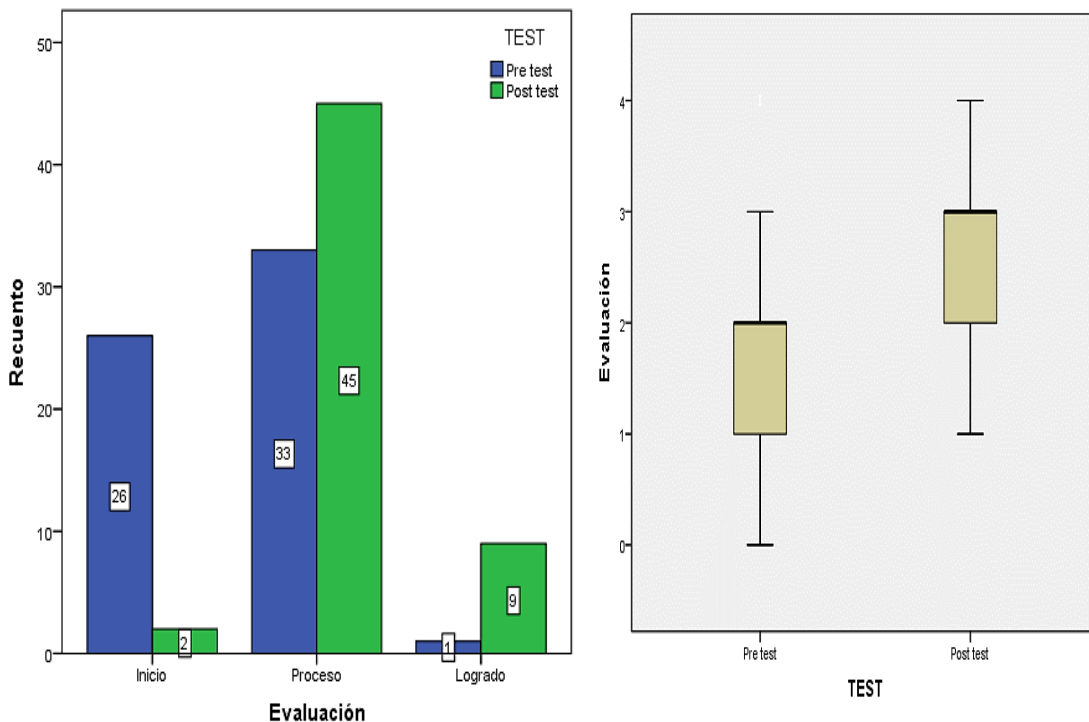 TEST
Pre test
Post test
Recuento
50
40
30
20
10
0
26
2
33
45
1
9
Inicio
Proceso
Logrado
Evaluación
Evaluación
4
3
2
1
0
Pre test
Post test
TEST